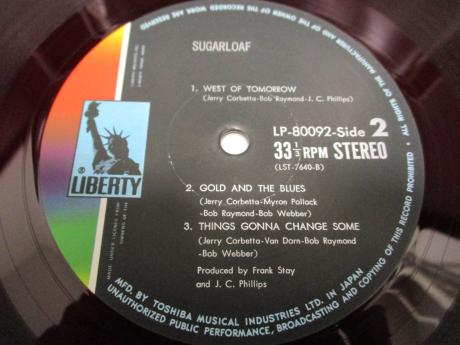 ALL RIGHTS OF THE MANUFACTURER AND OF THE OWNER OF THE RECORDED WORK ARE RESERVED
SUGARLOAF
1. WEST OF TOMORROW
(Jerry Corbetta-Bob Raymond-J. C. Phillips)
LP-80092-Side 2
33 1/3 RPM STEREO
(LST-7640-B)
® LIBERTY
2. GOLD AND THE BLUES
(Jerry Corbetta-Myron Pollock
-Bob Raymond-Bob Webber)
3. THINGS GONNA CHANGE SOME
(Jerry Corbetta-Van Dorn-Bob Raymond
-Bob Webber)
Produced by Frank Stay
and J. C. Phillips
MFD. BY TOSHIBA MUSICAL INDUSTRIES LTD. IN JAPAN
UNAUTHORIZED PUBLIC PERFORMANCE, BROADCASTING AND COPYING OF THIS RECORD PROHIBITED